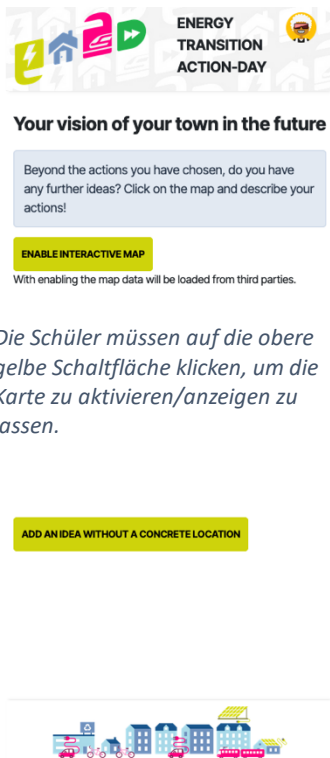 ENERGY
TRANSITION
ACTION-DAY
Your vision of your town in the future
Beyond the actions you have chosen, do you have
any further ideas? Click on the map and describe your
actions!
ENABLE INTERACTIVE MAP
With enabling the map data will be loaded from third parties.
Die Schüler müssen auf die obere
gelbe Schaltfläche klicken, um die
Karte zu aktivieren/anzeigen zu
lassen.
ADD AN IDEA WITHOUT A CONCRETE LOCATION